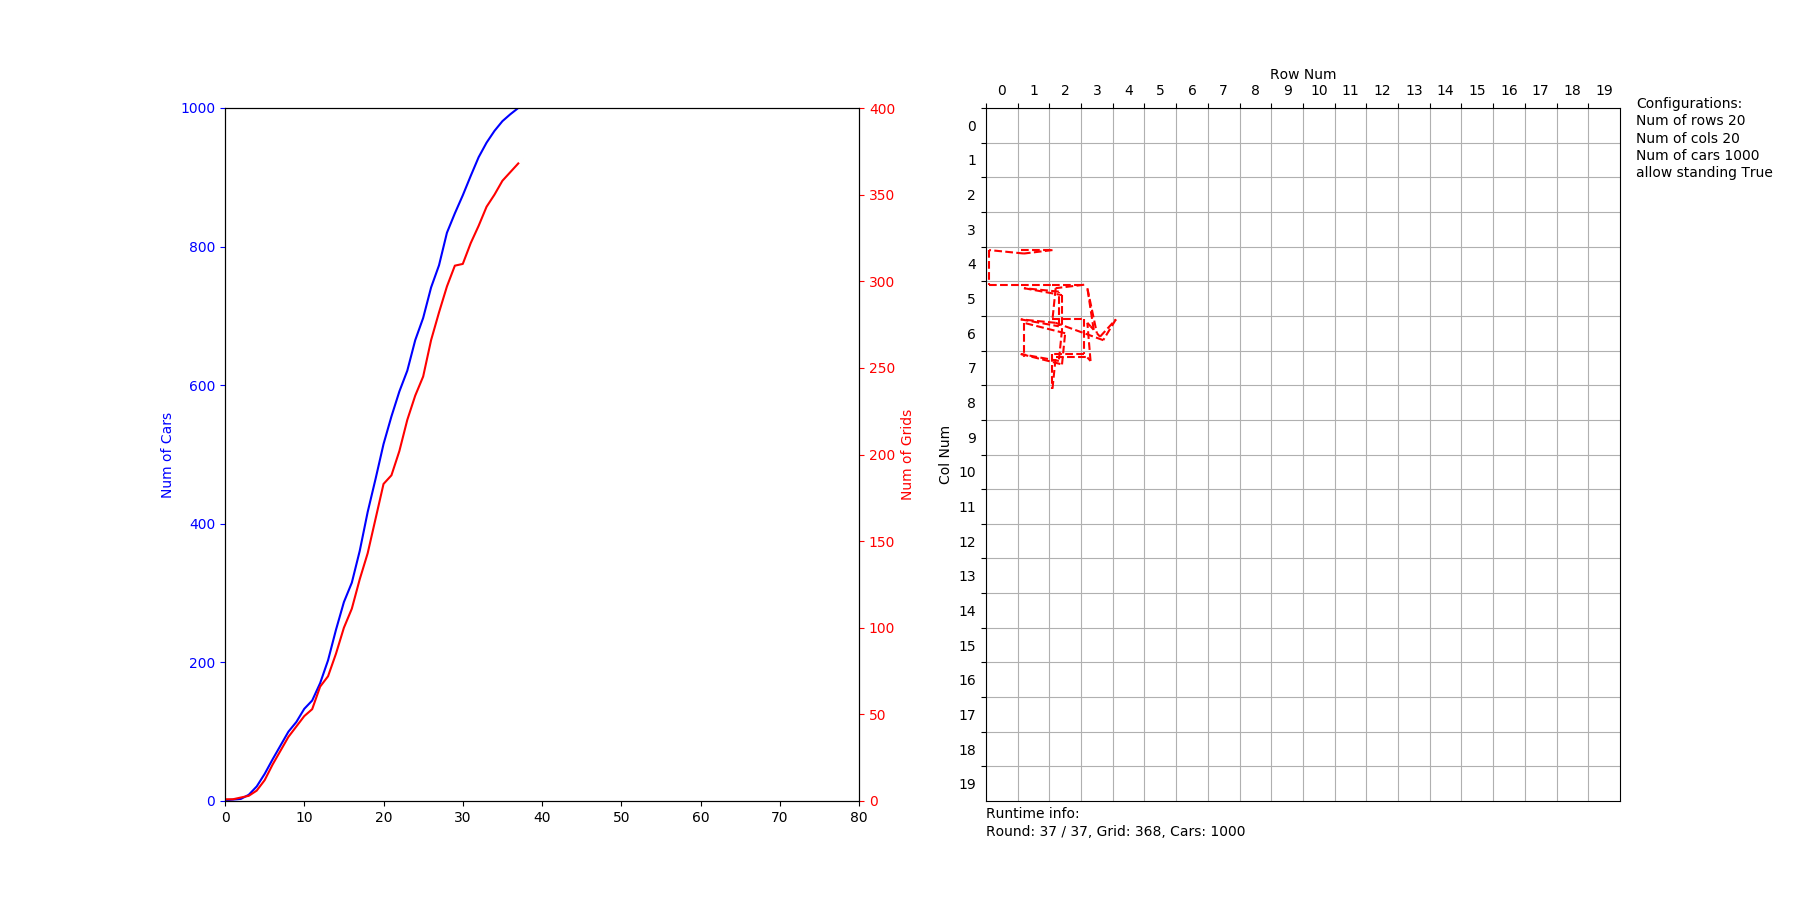 Row Num
0 1 2 3 4 5 6 7 8 9 10 11 12 13 14 15 16 17 18 19
Configurations:
Num of rows 20
Num of cols 20
Num of cars 1000
allow standing True
1000
800
600
400
200
0
Num of Cars
0 10 20 30 40 50 60 70 80
400
350
300
250
200
150
100
50
0
Num of Grids
Col Num
0
1
2
3
4
5
6
7
8
9
10
11
12
13
14
15
16
17
18
19
Runtime info:
Round: 37 / 37, Grid: 368, Cars: 1000